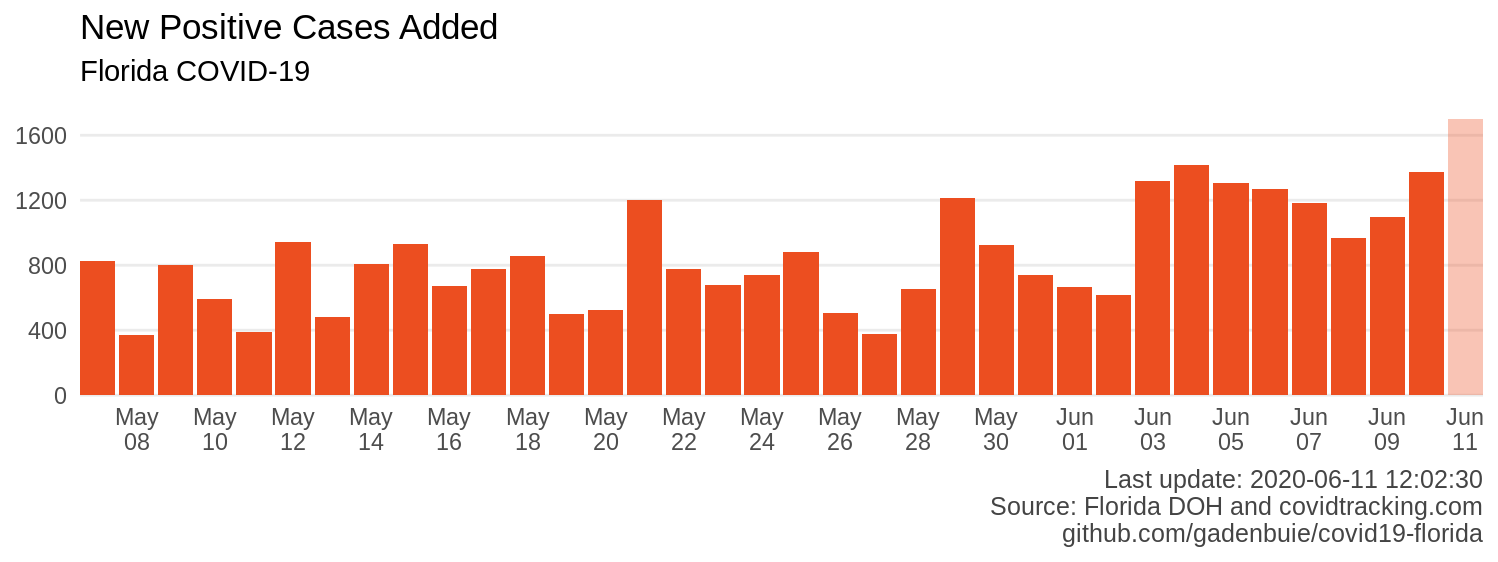 New Positive Cases Added
Florida COVID-19
1600
1200
800
400
0
May May May May May May May May May May May May Jun Jun Jun Jun Jun Jun
08 10 12 14 16 18 20 22 24 26 28 30 01 03 05 07 09 11
Last update: 2020-06-11 12:02:30
Source: Florida DOH and covidtracking.com
github.com/gadenbuie/covid19-florida